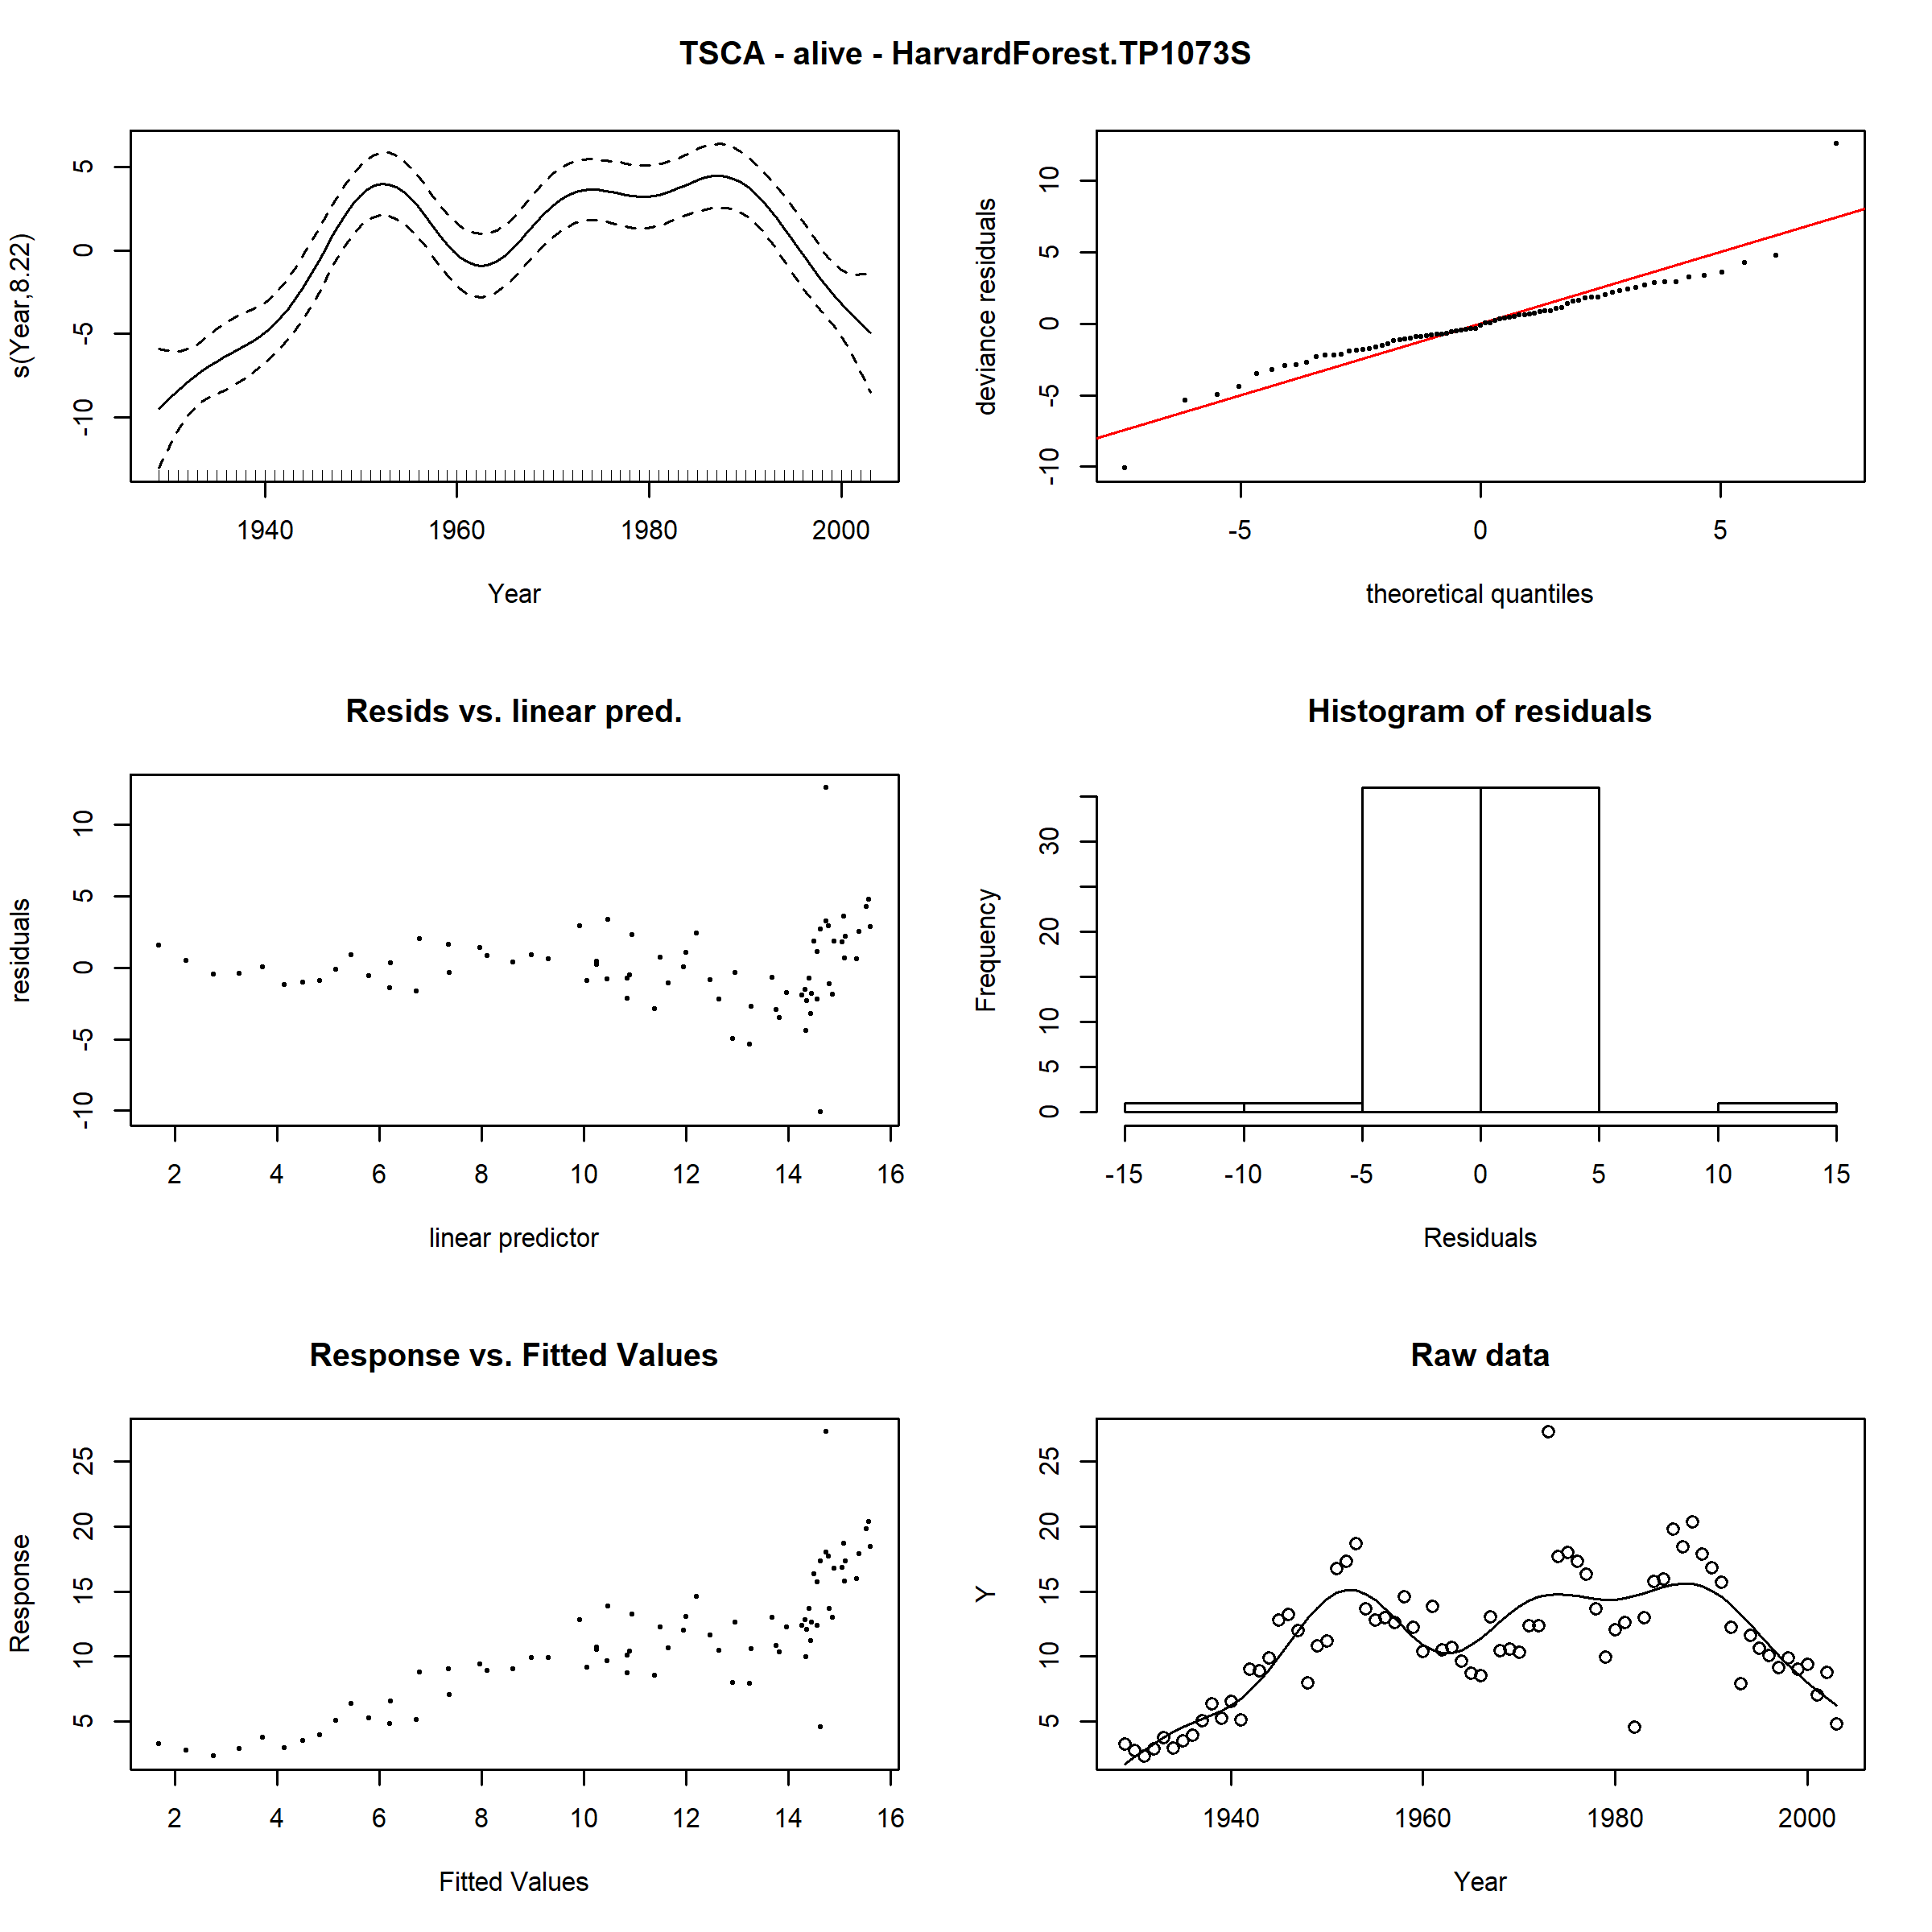 TSCA - alive - HarvardForest.TP1073S
s(Year,8.22)
5
0
-5
-10
1940 1960 1980 2000
Year
deviance residuals
10
5
0
-5
-10
-5 0 5
theoretical quantiles
Resids vs. linear pred.
residuals
10
5
0
-5
-10
2 4 6 8 10 12 14 16
linear predictor
Histogram of residuals
Frequency
30
20
10
5
0
-15 -10 -5 0 5 10 15
Residuals
Response vs. Fitted Values
Response
25
20
15
10
5
2 4 6 8 10 12 14 16
Fitted Values
Raw data
Y
25
20
15
10
5
1940 1960 1980 2000
Year